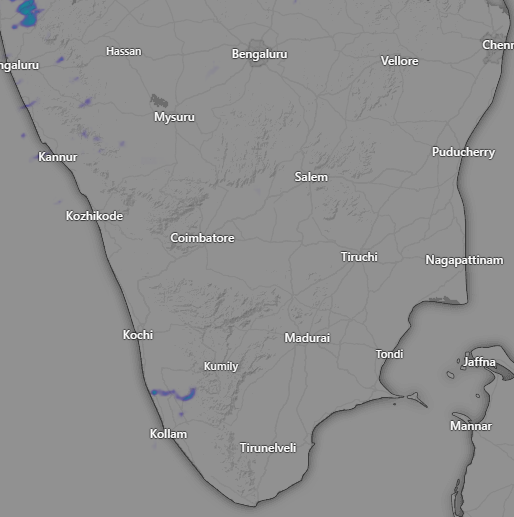 Chenn
Hassan
Bengaluru
Vellore
ngaluru
Mysuru
Kannur
Puducherry
Salem
Kozhikode
Coimbatore
Tiruchi
Nagapattinam
Kochi
Madurai
Tondi
Kumily
Jaffna
Kollam
Mannar
Tirunelveli